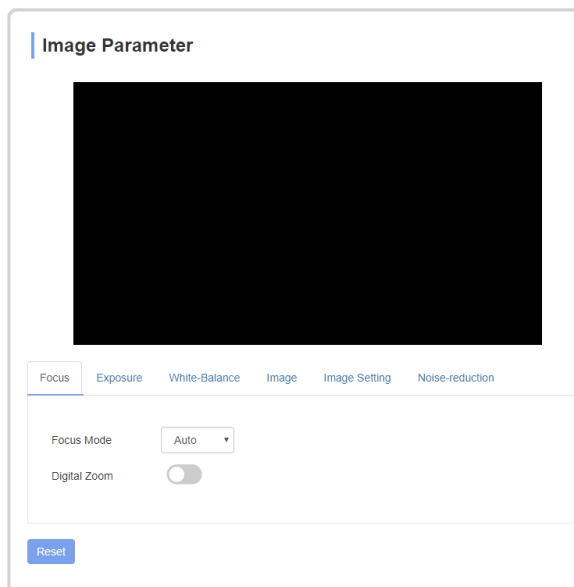 Image Parameter
Focus Exposure White-Balance Image Image Setting Noise-reduction
Focus Mode Auto
Digital Zoom
Reset